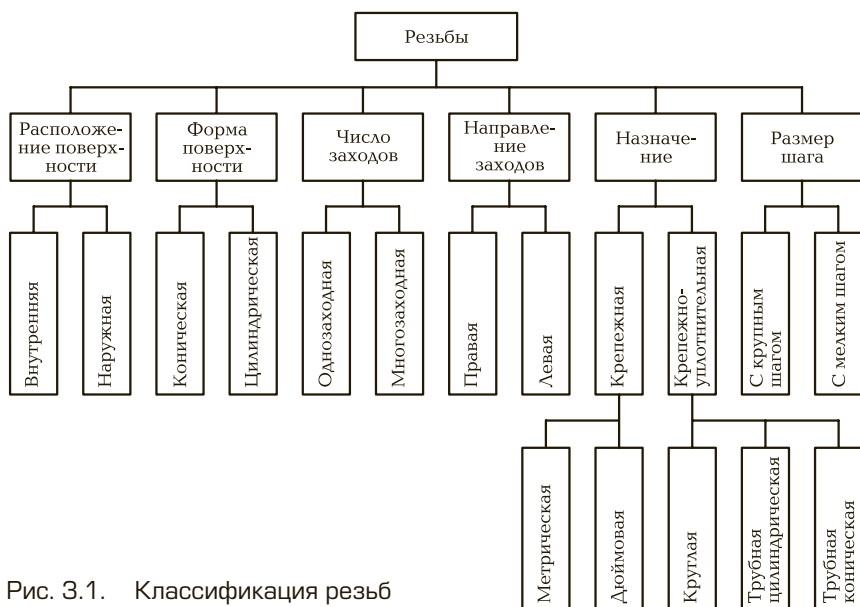 Резьбы
Расположе-
ние поверх-
ности
Форма
поверх-
ности
Число
заходов
Направле-
ние
заходов
Назначе-
ние
Размер
шага
Внутренняя
Наружная
Коническая
Цилиндрическая
Однозаходная
Многозаходная
Правая
Левая
Крепежная
Крепежно-
уплотнительная
С крупным
шагом
С мелким шагом
Метрическая
Дюймовая
Круглая
Трубная
цилиндрическая
Трубная
коническая
Рис. 3.1. Классификация резьб